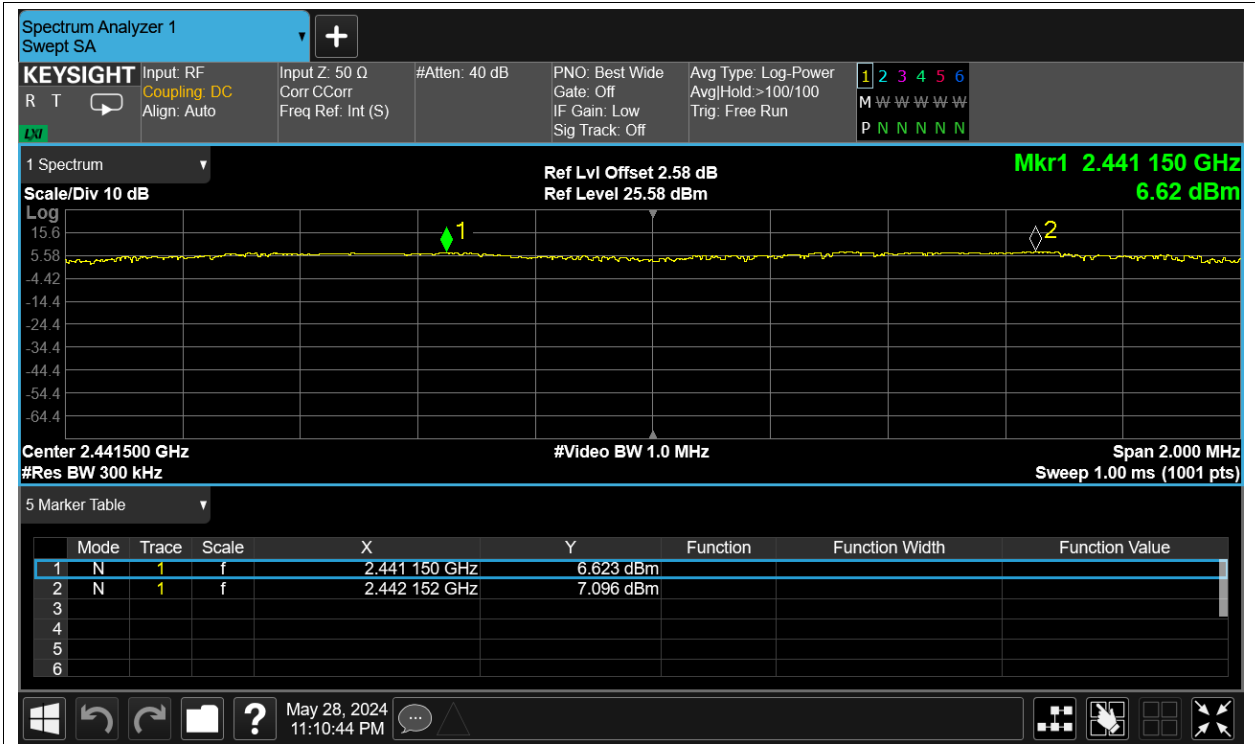 Spectrum Analyzer 1
Swept SA
KEYSIGHT Input: RF Input Z: 50 Ω #Atten: 40 dB PNO: Best Wide Avg Type: Log-Power 1 2 3 4 5 6
R T Coupling: DC Corr CCorr Gate: Off Avg|Hold:>100/100 M W W W W W W
Align: Auto Freq Ref: Int (S) IF Gain: Low Trig: Free Run
LXI Sig Track: Off P N N N N N N
1 Spectrum Ref Lvl Offset 2.58 dB Mkr1 2.441 150 GHz
Scale/Div 10 dB Ref Level 25.58 dBm 6.62 dBm
Log
15.6 1 2
5.58
-4.42
-14.4
-24.4
-34.4
-44.4
-54.4
-64.4
Center 2.441500 GHz #Video BW 1.0 MHz Span 2.000 MHz
#Res BW 300 kHz Sweep 1.00 ms (1001 pts)
5 Marker Table
Mode Trace Scale X Y Function Function Width Function Value
1 N 1 f 2.441 150 GHz 6.623 dBm
2 N 1 f 2.442 152 GHz 7.096 dBm
3
4
5
6
? May 28, 2024
11:10:44 PM